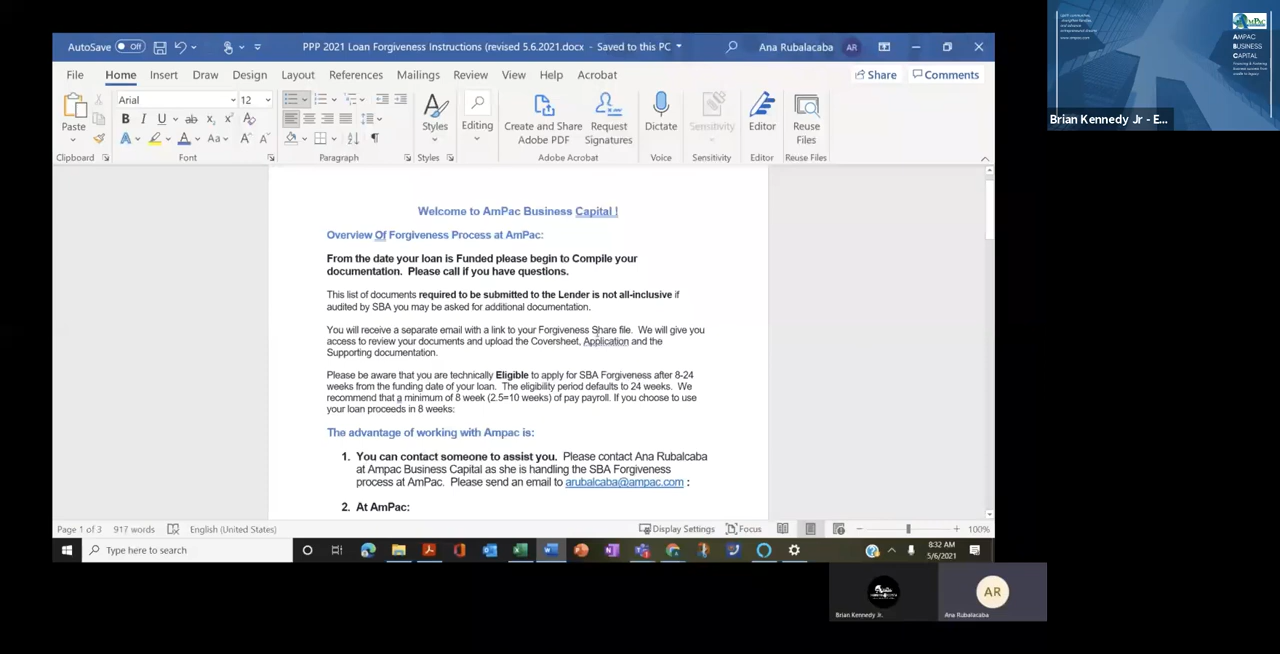 AutoSave Off
PPP 2021 Loan Forgiveness Instructions (revised 5.6.2021.docx - Saved to this PC
Ana Rubalacaba AR
File Home Insert Draw Design Layout References Mailings Review View Help Acrobat
Share Comments
Arial 12
Paste
Styles
Editing
Create and Share Adobe PDF
Request Signatures
Dictate
Sensitivity
Editor
Reuse Files
Clipboard Font Paragraph Styles Adobe Acrobat Voice Sensitivity Editor Reuse Files
Welcome to AmPac Business Capital !
Overview Of Forgiveness Process at AmPac:
From the date your loan is Funded please begin to Compile your
documentation. Please call if you have questions.
This list of documents required to be submitted to the Lender is not all-inclusive if
audited by SBA you may be asked for additional documentation.
You will receive a separate email with a link to your Forgiveness Share file. We will give you
access to review your documents and upload the Coversheet, Application and the
Supporting documentation.
Please be aware that you are technically Eligible to apply for SBA Forgiveness after 8-24
weeks from the funding date of your loan. The eligibility period defaults to 24 weeks. We
recommend that a minimum of 8 week (2.5=10 weeks) of pay payroll. If you choose to use
your loan proceeds in 8 weeks:
The advantage of working with Ampac is:
1. You can contact someone to assist you. Please contact Ana Rubalcaba
at Ampac Business Capital as she is handling the SBA Forgiveness
process at AmPac. Please send an email to arubalcaba@ampac.com :
2. At AmPac:
Page 1 of 3 917 words English (United States)
Display Settings Focus 100%
Type here to search
8:32 AM
5/6/2021
AMPAC
AMPAC
BUSINESS
CAPITAL
Brian Kennedy Jr - E...
Brian Kennedy Jr.
AR
Ana Rubalacaba